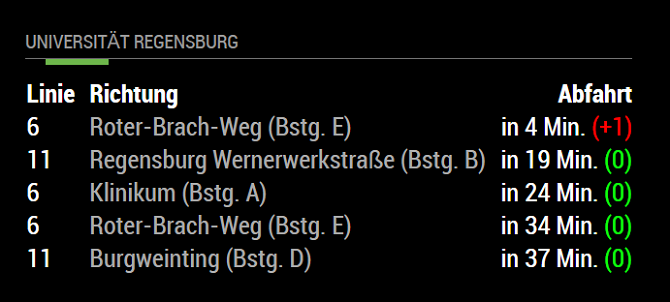 UNIVERSITÄT REGENSBURG
Linie Richtung Abfahrt
6 Roter-Brach-Weg (Bstg. E) in 4 Min. (+1)
11 Regensburg Wernerwerkstraße (Bstg. B) in 19 Min. (0)
6 Klinikum (Bstg. A) in 24 Min. (0)
6 Roter-Brach-Weg (Bstg. E) in 34 Min. (0)
11 Burgweinting (Bstg. D) in 37 Min. (0)